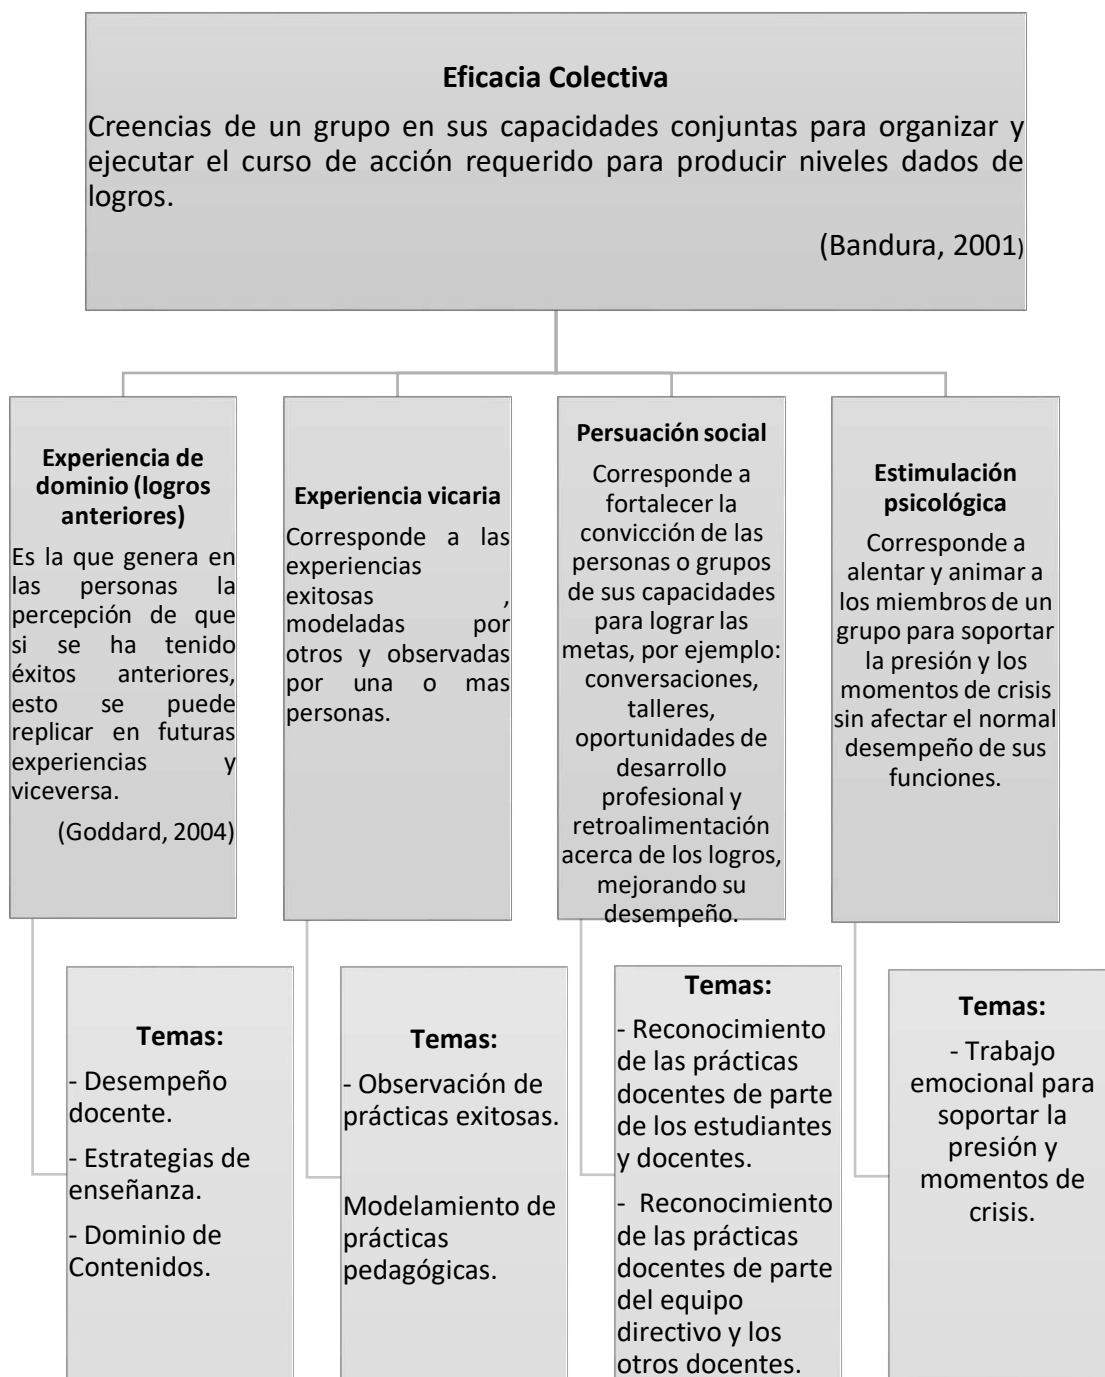 Eficacia Colectiva
Creencias de un grupo en sus capacidades conjuntas para organizar y
ejecutar el curso de acción requerido para producir niveles dados de
logros.
(Bandura, 2001)
Experiencia de
dominio (logros
anteriores)
Es la que genera en
las personas la
percepción de que
si se ha tenido
éxitos anteriores,
esto se puede
replicar en futuras
experiencias y
viceversa.
(Goddard, 2004)
Experiencia vicaria
Corresponde a las
experiencias
exitosas ,
modeladas por
otros y observadas
por una o mas
personas.
Persuación social
Corresponde a
fortalecer la
convicción de las
personas o grupos
de sus capacidades
para lograr las
metas, por ejemplo:
conversaciones,
talleres,
oportunidades de
desarrollo
profesional y
retroalimentación
acerca de los logros,
mejorando su
desempeño.
Estimulación
psicológica
Corresponde a
alentar y animar a
los miembros de un
grupo para soportar
la presión y los
momentos de crisis
sin afectar el normal
desempeño de sus
funciones.
Temas:
- Desempeño
docente.
- Estrategias de
enseñanza.
- Dominio de
Contenidos.
Temas:
- Observación de
prácticas exitosas.
Modelamiento de
prácticas
pedagógicas.
Temas:
- Reconocimiento
de las prácticas
docentes de parte
de los estudiantes
y docentes.
- Reconocimiento
de las prácticas
docentes de parte
del equipo
directivo y los
otros docentes.
Temas:
- Trabajo
emocional para
soportar la
presión y
momentos de
crisis.